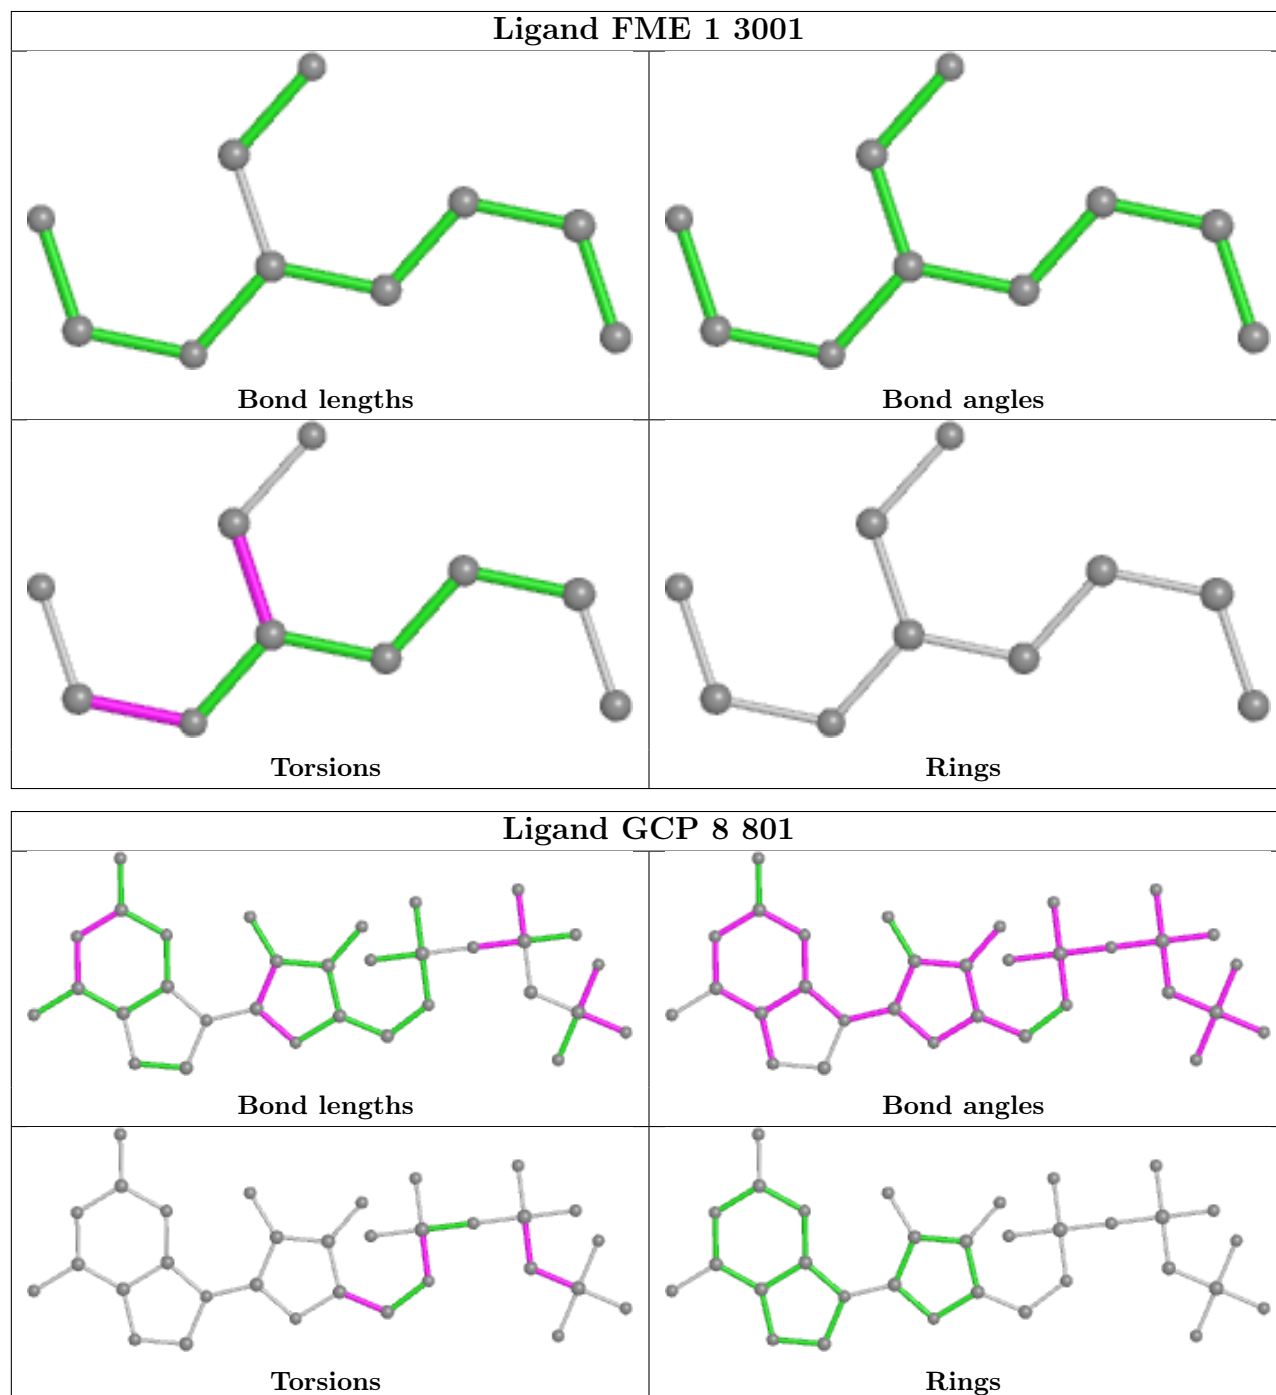 Ligand FME 1 3001
Bond lengths
Bond angles
Torsions
Rings
Ligand GCP 8 801
Bond lengths
Bond angles
Torsions
Rings